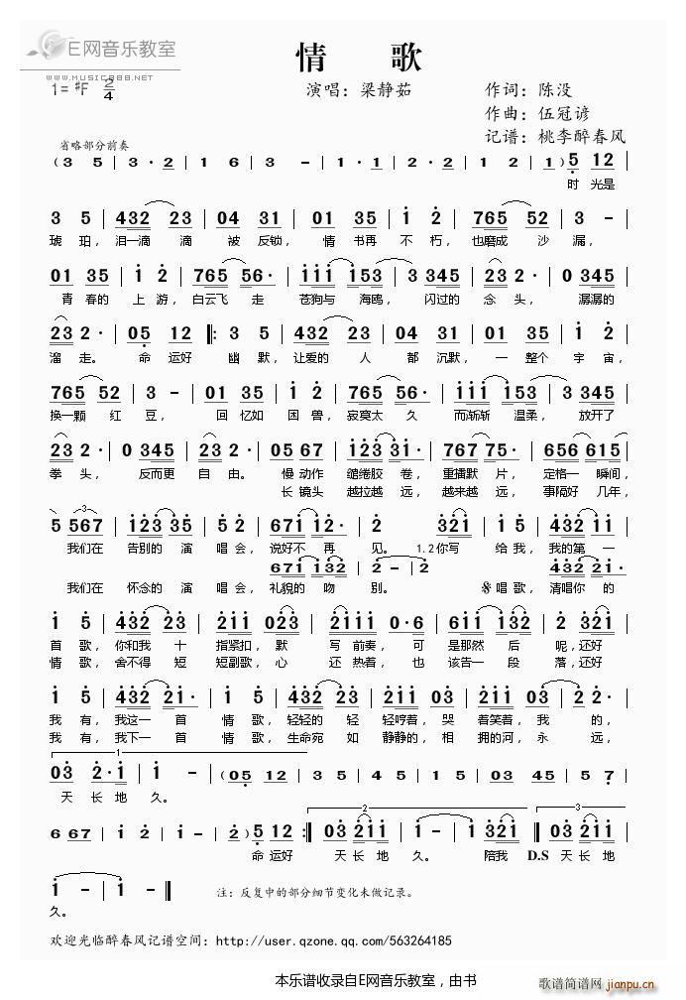 E网音乐教室
WWW.MUSIC888.NET
情 歌
1=♯F 2/4
演唱：梁静茹
作词：陈没
作曲：伍冠谚
记谱：桃李醉春风
省略部分前奏
(3 5 | 3·2 | 1 6 | 3 - | 1 0 1 | 1 2 | 1 2 | 1) 5 12
时 光是
3 5 | 432 23 | 04 31 | 01 35 | 1 2 | 765 52 | 3 - |
琥 珀，泪一滴 滴 被 反锁， 情 书再 不 朽，也磨成 沙 漏，
01 35 | 1 2 | 765 56· | 111 153 | 3 345 | 23 2· | 0 345 |
青 春的 上 游，白云飞 走 苍狗与 海鸥， 闪过的 念 头， 潺潺的
23 2· | 05 12 ‖: 3 5 | 432 23 | 04 34 | 01 35 | 1 2 |
溜 走。 命 运好 幽 默，让爱的 人 都 沉默， 一 整个 宇 宙，
765 52 | 3 - | 01 35 | 1 2 | 765 56· | 111 153 | 3 345 |
换一颗 红 豆， 回 忆如 困 兽，寂寞太 久 而渐渐 温柔， 放开了
23 2· | 0 345 | 23 2· | 05 67 | 123 31· | 767 75· | 656 615 |
拳 头， 反而更 自 由。 慢 动作 缱绻胶 卷， 重播默 片， 定格一 瞬间，
长 镜头 越拉越 远， 越来越 远， 事隔好 几年，
3
5 567 | 123 35 | 5 2 | 671 12· | 2 321 | 1 5 | 432 11 |
我们在 告别的 演 唱会，说好不 再 见。 1.2你写 给 我，我的第 一
671 132 | 2 - | 2 432 21·
我们在 怀念的 演 唱会，礼貌的 吻 别。 𝄋唱歌，清唱你 的
1 5 | 432 23 | 211 023 | 2111 0·6 | 611 132 | 2 52 |
首 歌，你和我 十 指紧扣，默 写 前奏，可 是那然 后 呢，还好
情 歌，舍不得 短 短副歌，心 还 热着，也 该告一 段 落，还好
1 5 | 432 21· | 1 5 | 432 23 | 211 03 | 211 03 | 2 - |
我 有，我这一 首 情 歌，轻轻的 轻 轻哼着，哭 着笑着，我 的，
我 有，我下一 首 情 歌，生命宛 如 静静的，相 拥的河，永 远，
1
03 2·1 | 1 - | (05 12 | 3 5 | 3 5 | 1 5 | 03 45 | 5 7 |
天 长地 久。
2
6 67 | 1 2 | 1 - | 2) 5 12 :‖ 03 211 | 1 - | 1 3211 ‖ 03 211 |
命运好 天 长 地 久。 陪我 D.S 天 长 地
1 - | 1 - ‖
注：反复中的部分细节变化未做记录。
久。
欢迎光临醉春风记谱空间：http://user.qzone.qq.com/563264185
本乐谱收录自E网音乐教室，由书
歌谱简谱网
jianpu.cn